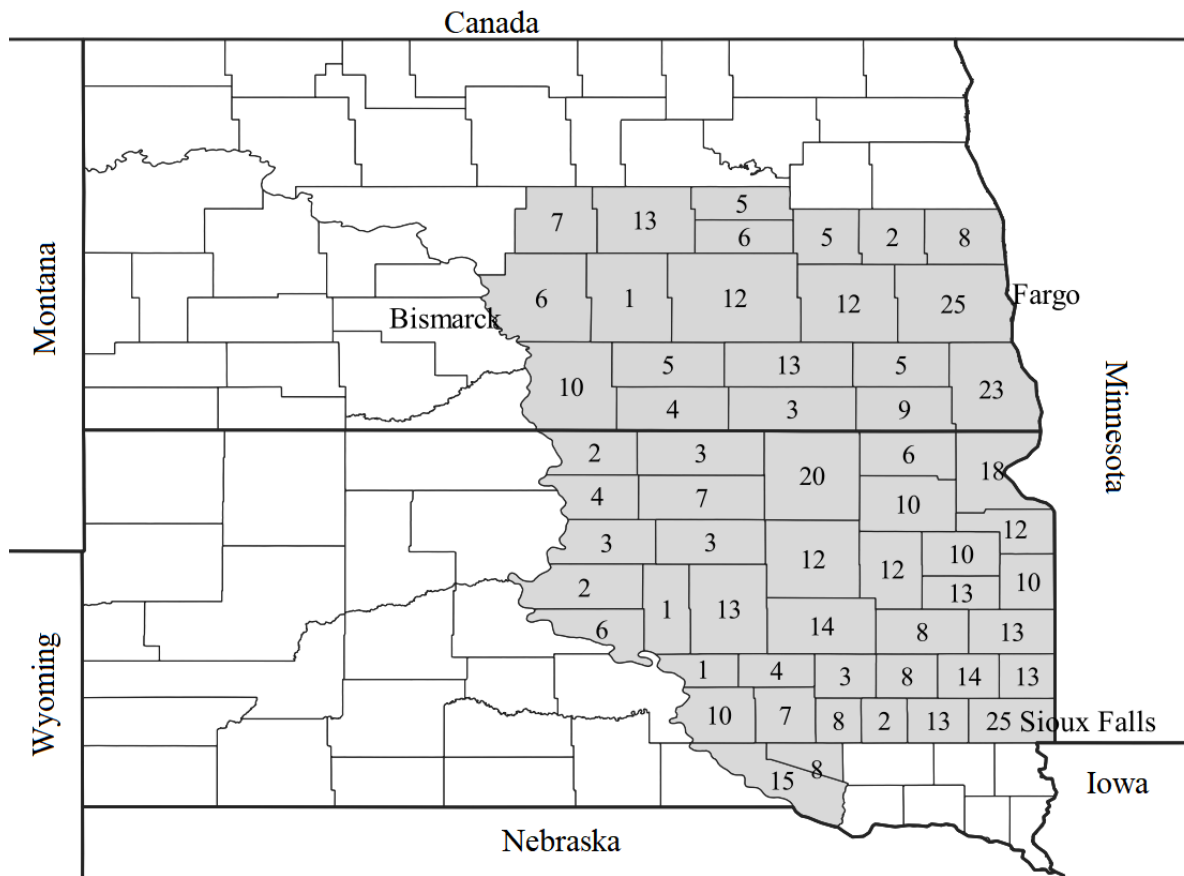 Canada
Montana
5
7 13
6 5 2 8
6 1 12 12 25 Fargo
Bismarck
5 13 5
10 23
4 3 9
Minnesota
2 3 6
20 18
4 7 10
12
3 3 12 10
12 10
2 13
1 13
6 14 8 13
Wyoming
1 4 3 8 14 13
10 7 8 2 13 25 Sioux Falls
8
15 Iowa
Nebraska